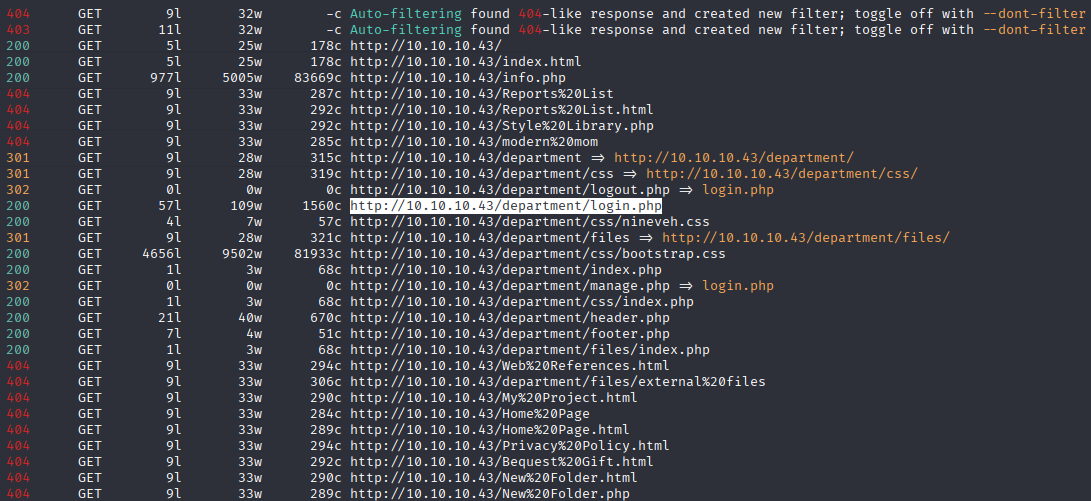 404 GET 9l 32w -c Auto-filtering found 404-like response and created new filter; toggle off with --dont-filter
403 GET 11l 32w -c Auto-filtering found 404-like response and created new filter; toggle off with --dont-filter
200 GET 5l 25w 178c http://10.10.10.43/
200 GET 5l 25w 178c http://10.10.10.43/index.html
200 GET 977l 5005w 83669c http://10.10.10.43/info.php
404 GET 9l 33w 287c http://10.10.10.43/Reports%20List
404 GET 9l 33w 292c http://10.10.10.43/Reports%20List.html
404 GET 9l 33w 292c http://10.10.10.43/Style%20Library.php
404 GET 9l 33w 285c http://10.10.10.43/modern%20mom
301 GET 9l 28w 315c http://10.10.10.43/department => http://10.10.10.43/department/
301 GET 9l 28w 319c http://10.10.10.43/department/css => http://10.10.10.43/department/css/
302 GET 0l 0w 0c http://10.10.10.43/department/logout.php => login.php
200 GET 57l 109w 1560c http://10.10.10.43/department/login.php
200 GET 4l 7w 57c http://10.10.10.43/department/css/nineveh.css
301 GET 9l 28w 321c http://10.10.10.43/department/files => http://10.10.10.43/department/files/
200 GET 4656l 9502w 81933c http://10.10.10.43/department/css/bootstrap.css
200 GET 1l 3w 68c http://10.10.10.43/department/index.php
302 GET 0l 0w 0c http://10.10.10.43/department/manage.php => login.php
200 GET 1l 3w 68c http://10.10.10.43/department/css/index.php
200 GET 21l 40w 670c http://10.10.10.43/department/header.php
200 GET 7l 4w 51c http://10.10.10.43/department/footer.php
200 GET 1l 3w 68c http://10.10.10.43/department/files/index.php
404 GET 9l 33w 294c http://10.10.10.43/Web%20References.html
404 GET 9l 33w 306c http://10.10.10.43/department/files/external%20files
404 GET 9l 33w 290c http://10.10.10.43/My%20Project.html
404 GET 9l 33w 284c http://10.10.10.43/Home%20Page
404 GET 9l 33w 289c http://10.10.10.43/Home%20Page.html
404 GET 9l 33w 294c http://10.10.10.43/Privacy%20Policy.html
404 GET 9l 33w 292c http://10.10.10.43/Bequest%20Gift.html
404 GET 9l 33w 290c http://10.10.10.43/New%20Folder.html
404 GET 9l 33w 289c http://10.10.10.43/New%20Folder.php